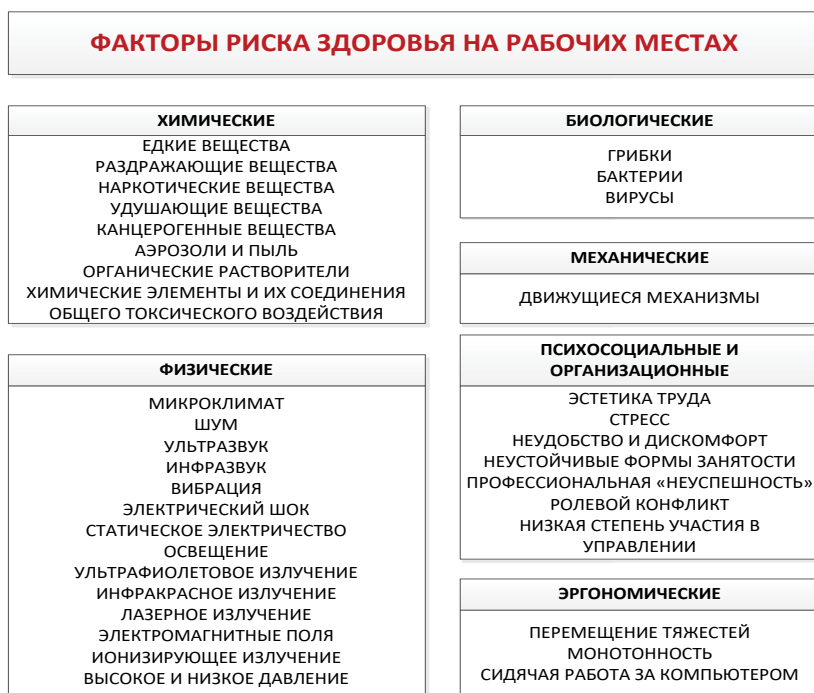 ФАКТОРЫ РИСКА ЗДОРОВЬЯ НА РАБОЧИХ МЕСТАХ
ХИМИЧЕСКИЕ
ЕДКИЕ ВЕЩЕСТВА
РАЗДРАЖАЮЩИЕ ВЕЩЕСТВА
НАРКОТИЧЕСКИЕ ВЕЩЕСТВА
УДУШАЮЩИЕ ВЕЩЕСТВА
КАНЦЕРОГЕННЫЕ ВЕЩЕСТВА
АЭРОЗОЛИ И ПЫЛЬ
ОРГАНИЧЕСКИЕ РАСТВОРИТЕЛИ
ХИМИЧЕСКИЕ ЭЛЕМЕНТЫ И ИХ СОЕДИНЕНИЯ
ОБЩЕГО ТОКСИЧЕСКОГО ВОЗДЕЙСТВИЯ
ФИЗИЧЕСКИЕ
МИКРОКЛИМАТ
ШУМ
УЛЬТРАЗВУК
ИНФРАЗВУК
ВИБРАЦИЯ
ЭЛЕКТРИЧЕСКИЙ ШОК
СТАТИЧЕСКОЕ ЭЛЕКТРИЧЕСТВО
ОСВЕЩЕНИЕ
УЛЬТРАФИОЛЕТОВОЕ ИЗЛУЧЕНИЕ
ИНФРАКРАСНОЕ ИЗЛУЧЕНИЕ
ЛАЗЕРНОЕ ИЗЛУЧЕНИЕ
ЭЛЕКТРОМАГНИТНЫЕ ПОЛЯ
ИОНИЗИРУЮЩЕЕ ИЗЛУЧЕНИЕ
ВЫСОКОЕ И НИЗКОЕ ДАВЛЕНИЕ
БИОЛОГИЧЕСКИЕ
ГРИБКИ
БАКТЕРИИ
ВИРУСЫ
МЕХАНИЧЕСКИЕ
ДВИЖУЩИЕСЯ МЕХАНИЗМЫ
ПСИХОСОЦИАЛЬНЫЕ И
ОРГАНИЗАЦИОННЫЕ
ЭСТЕТИКА ТРУДА
СТРЕСС
НЕУДОБСТВО И ДИСКОМФОРТ
НЕУСТОЙЧИВЫЕ ФОРМЫ ЗАНЯТОСТИ
ПРОФЕССИОНАЛЬНАЯ «НЕУСПЕШНОСТЬ»
РОЛЕВОЙ КОНФЛИКТ
НИЗКАЯ СТЕПЕНЬ УЧАСТИЯ В
УПРАВЛЕНИИ
ЭРГОНОМИЧЕСКИЕ
ПЕРЕМЕЩЕНИЕ ТЯЖЕСТЕЙ
МОНОТОННОСТЬ
СИДЯЧАЯ РАБОТА ЗА КОМПЬЮТЕРОМ